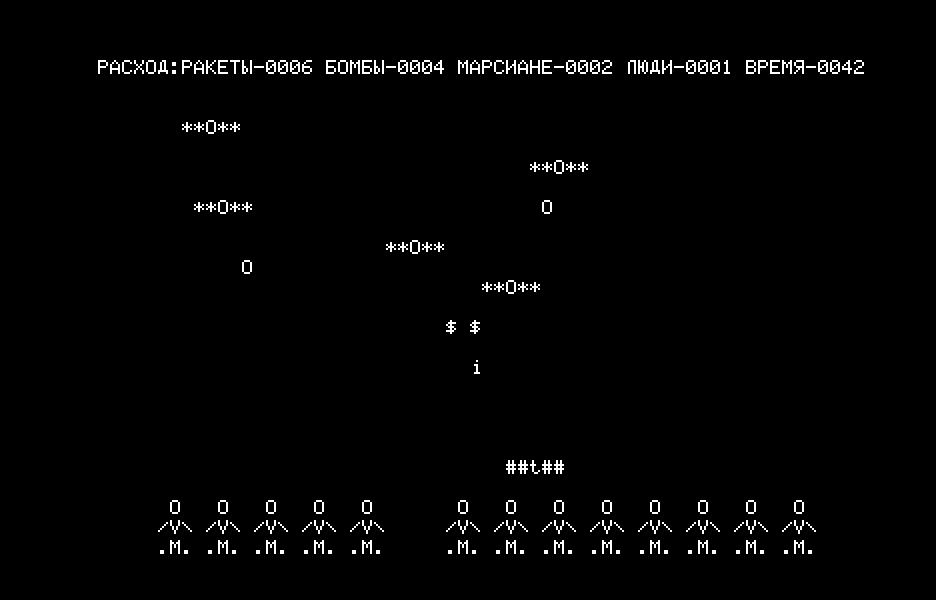 РАСХОД:РАКЕТЫ-0006 БОМБЫ-0004 МАРСИАНЕ-0002 ЛЮДИ-0001 ВРЕМЯ-0042
**O**
**O**
**O** O
**O**
O
**O**
$ $
i
##t##
O O O O O O O O O O O O O
/V\ /V\ /V\ /V\ /V\ /V\ /V\ /V\ /V\ /V\ /V\ /V\ /V\
.M. .M. .M. .M. .M. .M. .M. .M. .M. .M. .M. .M. .M.